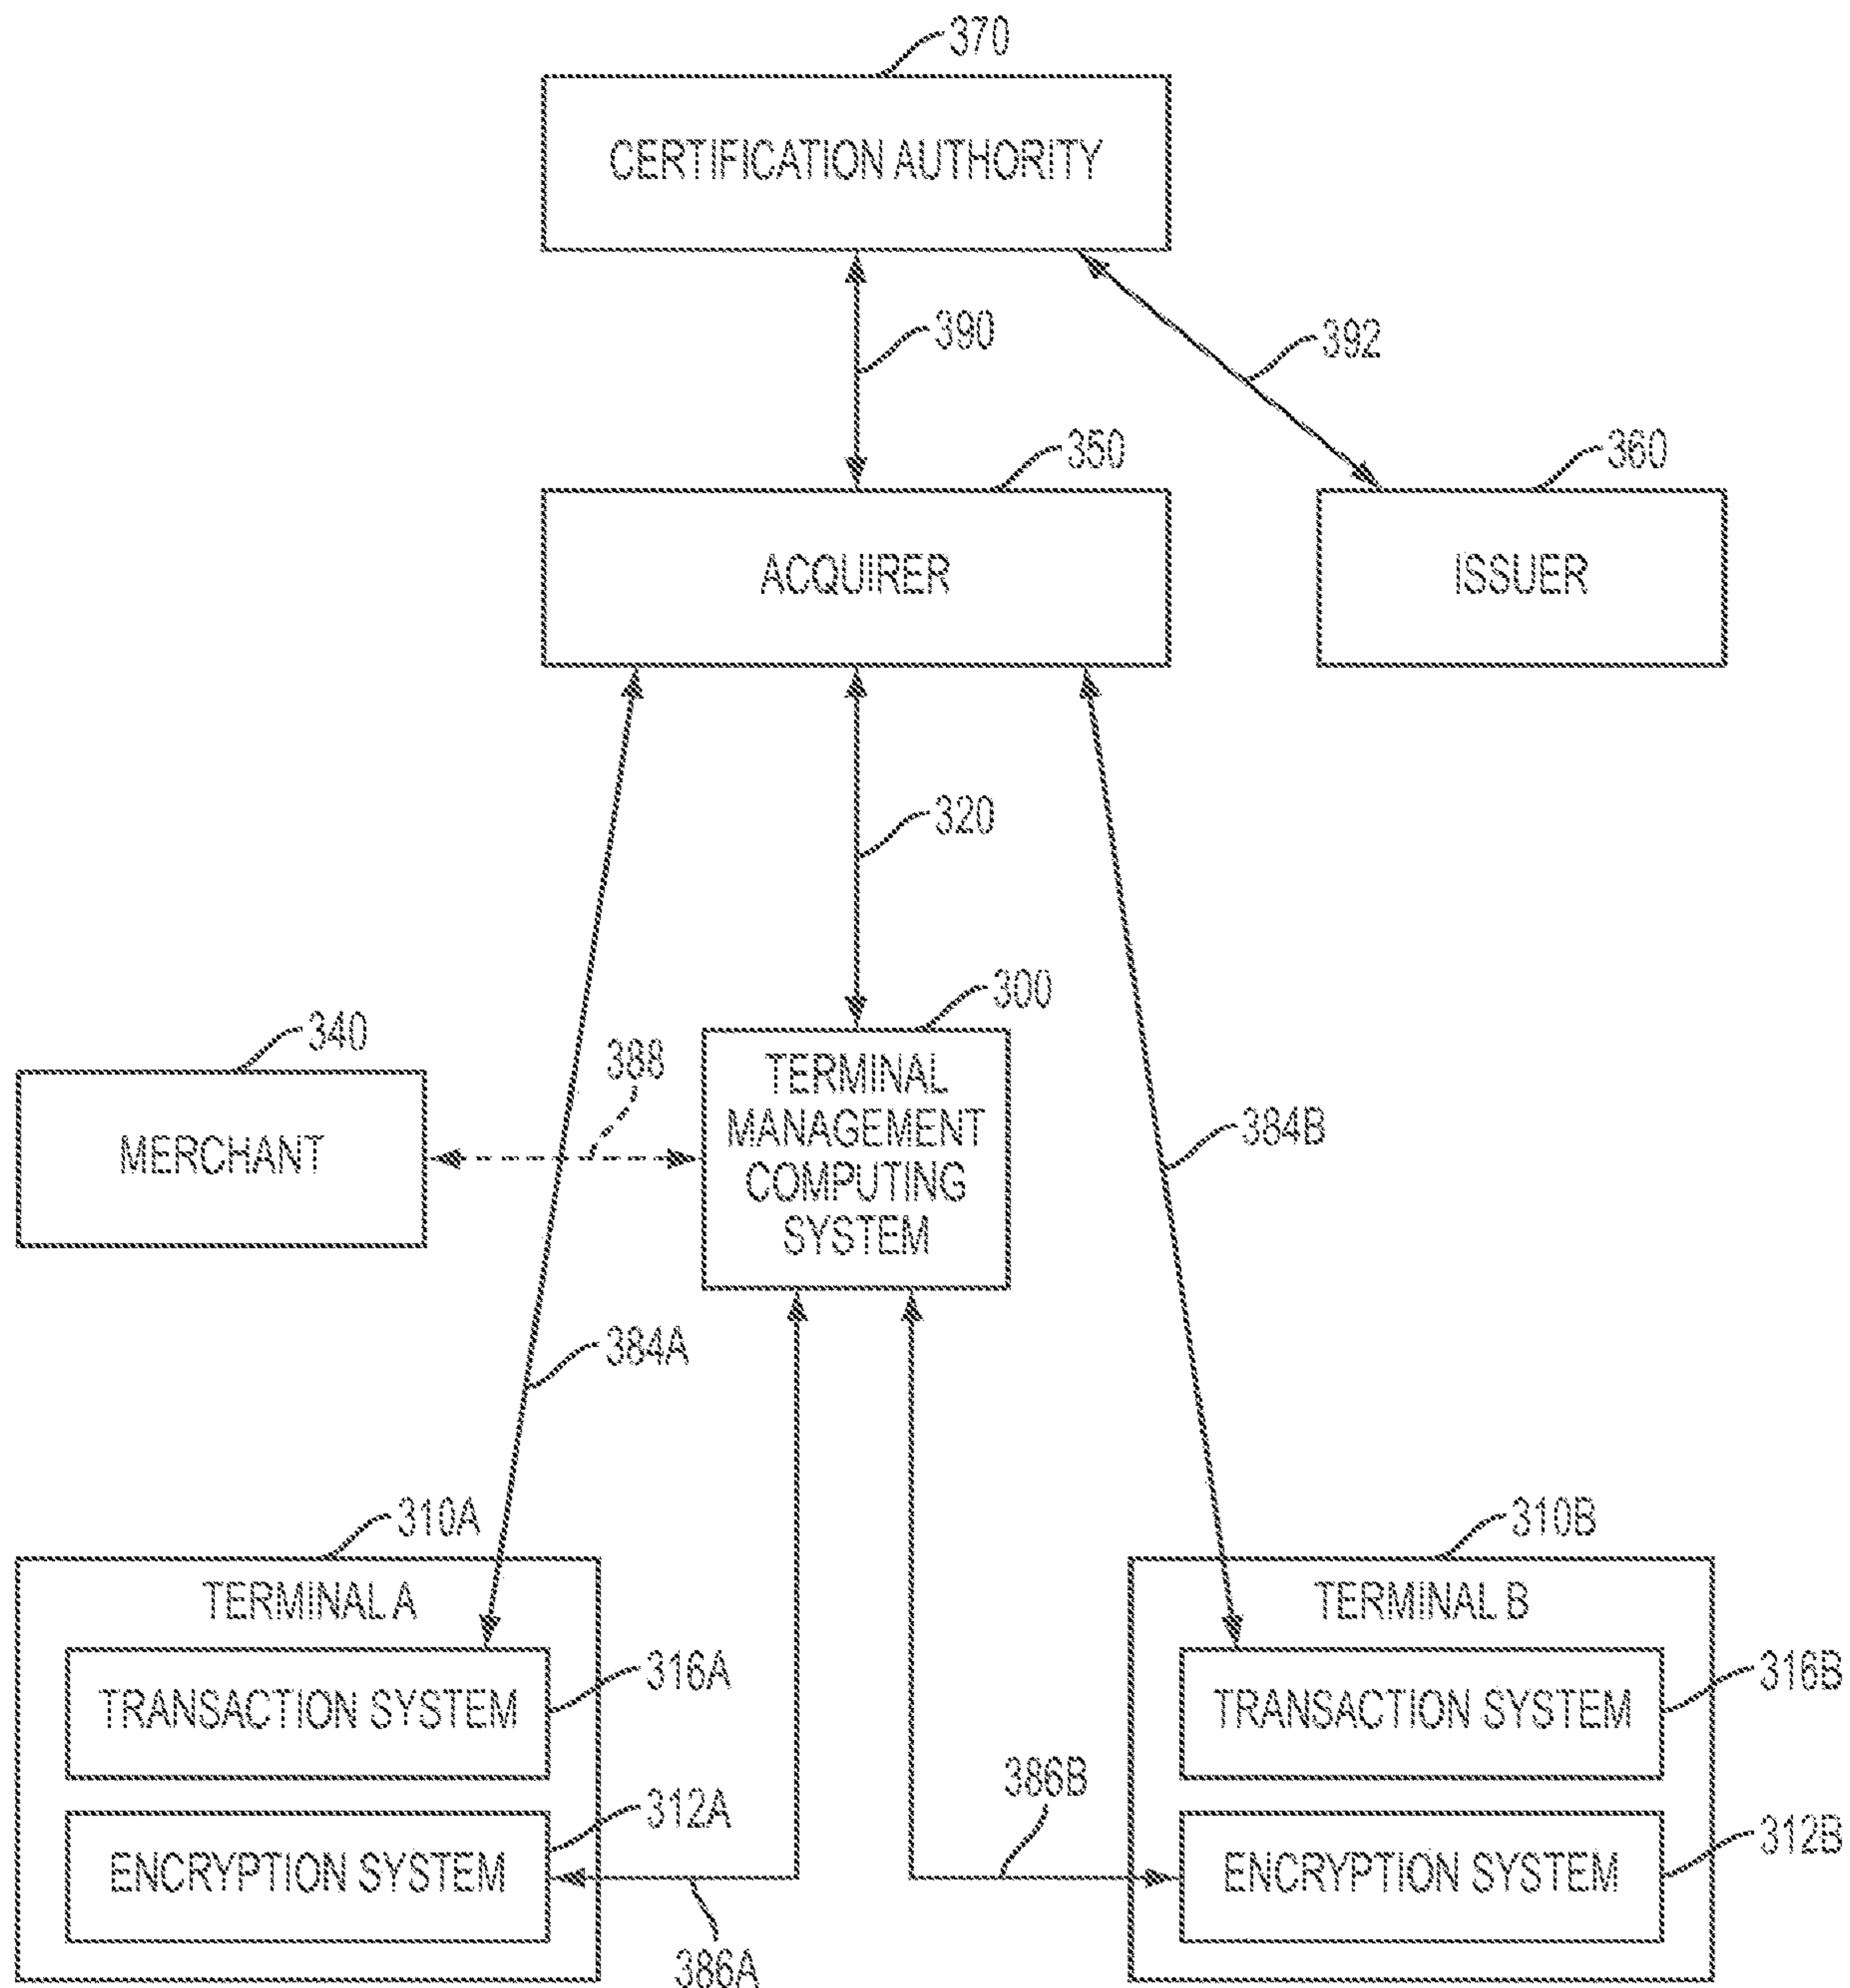 370
CERTIFICATION AUTHORITY
390
392
350
360
ACQUIRER
ISSUER
320
300
340
388
TERMINAL
MANAGEMENT
COMPUTING
SYSTEM
MERCHANT
384B
384A
310A
310B
TERMINAL A
TERMINAL B
316A
316B
TRANSACTION SYSTEM
TRANSACTION SYSTEM
386B
312A
312B
ENCRYPTION SYSTEM
ENCRYPTION SYSTEM
386A